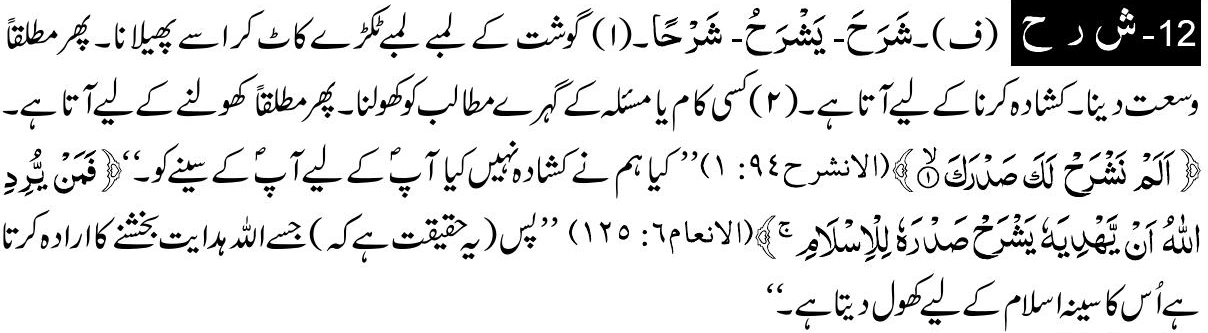 12- ش ر ح (ف)۔ شَرَحَ- یَشْرَحُ- شَرْحًا۔ (۱) گوشت کے لمبے لمبے ٹکڑے کاٹ کر اسے پھیلانا۔ پھر مطلقاً
وسعت دینا۔ کشادہ کرنا کے لیے آتا ہے۔ (۲) کسی کام یا مسئلہ کے گہرے مطالب کو کھولنا۔ پھر مطلقاً کھولنے کے لیے آتا ہے۔
﴿اَلَمْ نَشْرَحْ لَكَ صَدْرَكَ ۙ۱﴾ (الانشرح۹۴: ۱) ’’کیا ہم نے کشادہ نہیں کیا آپؐ کے لیے آپؐ کے سینے کو۔‘‘ ﴿فَمَنْ یُّرِدِ
اللّٰهُ اَنْ یَّهْدِیَهٗ یَشْرَحْ صَدْرَهٗ لِلْاِسْلَامِ ۚ﴾ (الانعام۶: ۱۲۵) ’’پس (یہ حقیقت ہے کہ) جسے اللہ ہدایت بخشنے کا ارادہ کرتا
ہے اُس کا سینہ اسلام کے لیے کھول دیتا ہے۔‘‘